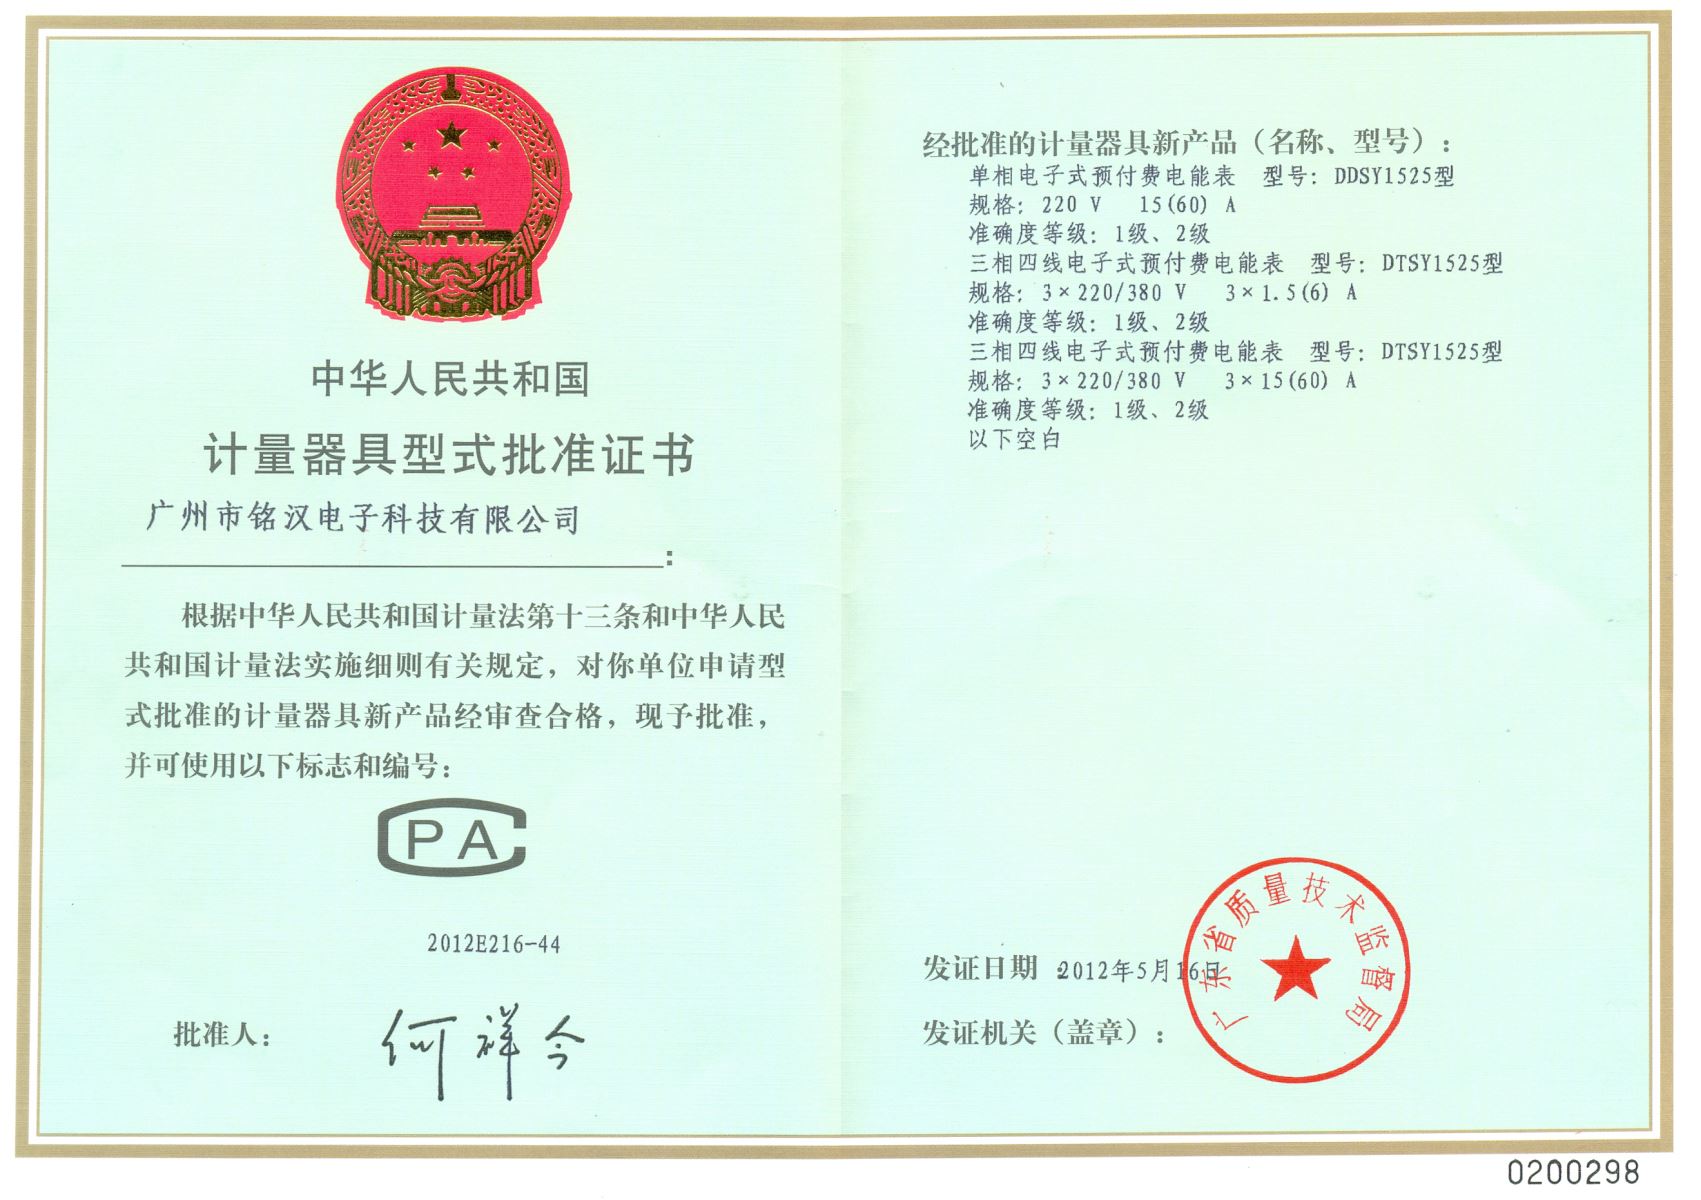 中华人民共和国
计量器具型式批准证书
广州市铭汉电子科技有限公司
:
根据中华人民共和国计量法第十三条和中华人民
共和国计量法实施细则有关规定，对你单位申请型
式批准的计量器具新产品经审查合格，现予批准，
并可使用以下标志和编号：
CPA
2012E216-44
批准人：
何祥今
经批准的计量器具新产品（名称、型号）：
单相电子式预付费电能表 型号：DDSY1525型
规格：220 V 15(60) A
准确度等级：1级、2级
三相四线电子式预付费电能表 型号：DTSY1525型
规格：3×220/380 V 3×1.5(6) A
准确度等级：1级、2级
三相四线电子式预付费电能表 型号：DTSY1525型
规格：3×220/380 V 3×15(60) A
准确度等级：1级、2级
以下空白
发证日期：2012年5月16日
发证机关（盖章）：
广东省质量技术监督局
0200298